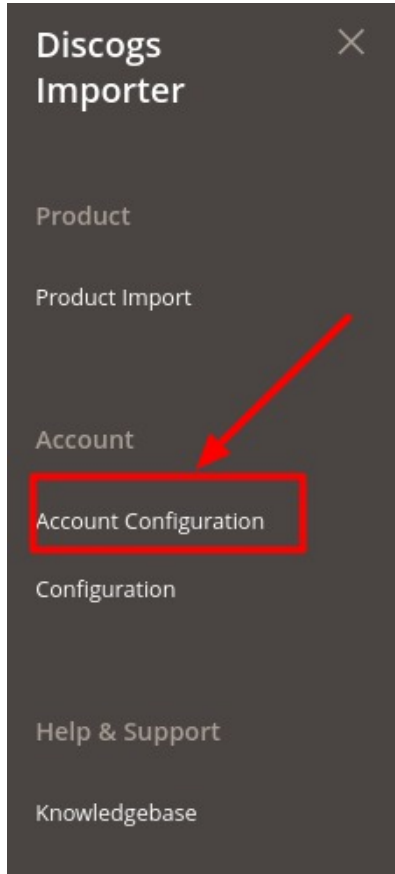 Discogs
Importer
Product
Product Import
Account
Account Configuration
Configuration
Help & Support
Knowledgebase